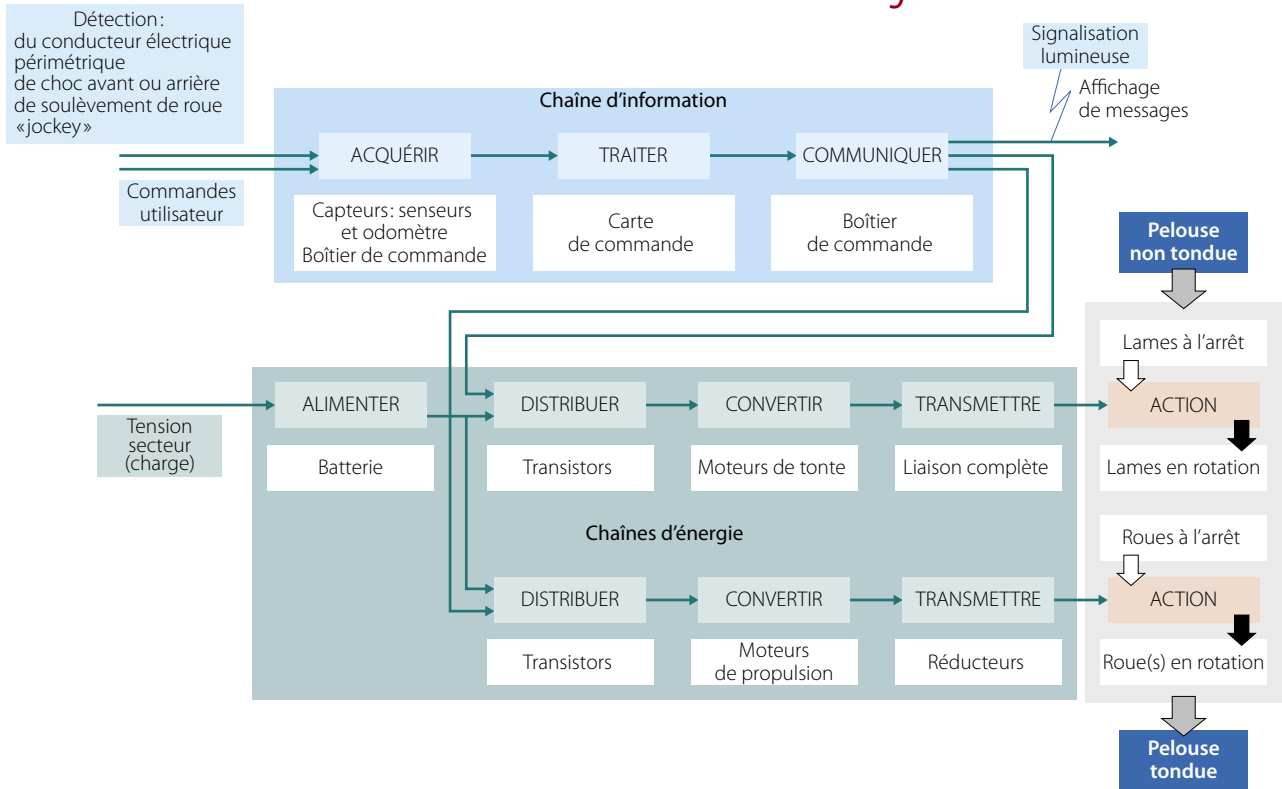 Détection :
du conducteur électrique
périmétrique
de choc avant ou arrière
de soulèvement de roue
«jockey»
Signalisation
lumineuse
Affichage
de messages
Chaîne d'information
ACQUÉRIR
TRAITER
COMMUNIQUER
Commandes
utilisateur
Capteurs : senseurs
et odomètre
Boîtier de commande
Carte
de commande
Boîtier
de commande
Pelouse
non tondue
Lames à l'arrêt
ALIMENTER
DISTRIBUER
CONVERTIR
TRANSMETTRE
ACTION
Tension
secteur
(charge)
Batterie
Transistors
Moteurs de tonte
Liaison complète
Lames en rotation
Chaînes d'énergie
Roues à l'arrêt
DISTRIBUER
CONVERTIR
TRANSMETTRE
ACTION
Transistors
Moteurs
de propulsion
Réducteurs
Roue(s) en rotation
Pelouse
tondue